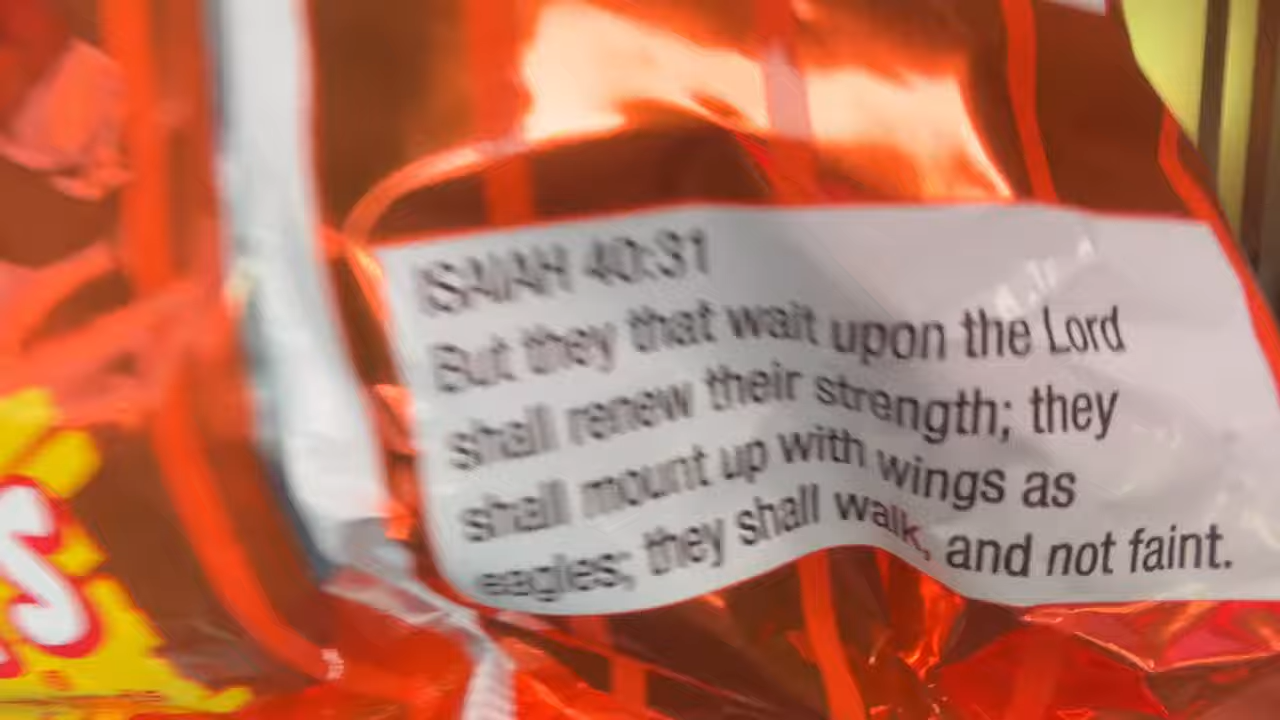 ISAIAH 40:31
But they that wait upon the Lord
shall renew their strength; they
shall mount up with wings as
eagles; they shall walk, and not faint.
S